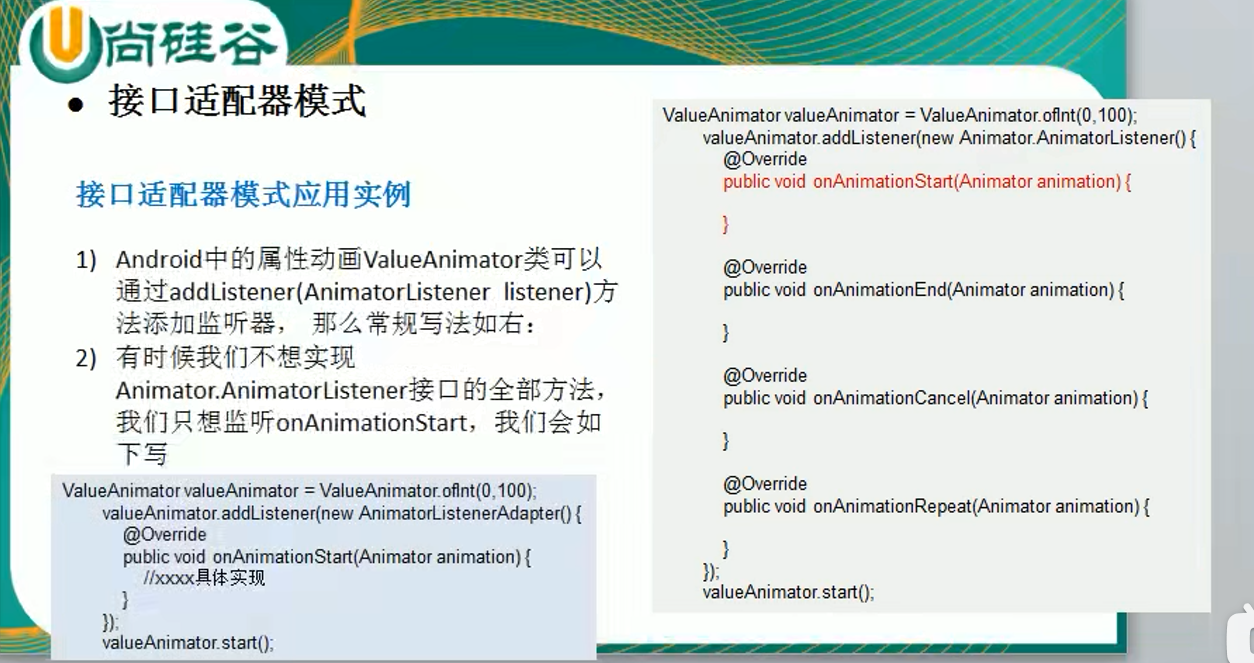 尚硅谷
• 接口适配器模式
接口适配器模式应用实例
1) Android中的属性动画ValueAnimator类可以
通过addListener(AnimatorListener listener)方
法添加监听器， 那么常规写法如右：
2) 有时候我们不想实现
Animator.AnimatorListener接口的全部方法，
我们只想监听onAnimationStart，我们会如
下写
ValueAnimator valueAnimator = ValueAnimator.ofInt(0,100);
valueAnimator.addListener(new AnimatorListenerAdapter() {
@Override
public void onAnimationStart(Animator animation) {
//xxxx具体实现
}
});
valueAnimator.start();
ValueAnimator valueAnimator = ValueAnimator.ofInt(0,100);
valueAnimator.addListener(new Animator.AnimatorListener() {
@Override
public void onAnimationStart(Animator animation) {
}
@Override
public void onAnimationEnd(Animator animation) {
}
@Override
public void onAnimationCancel(Animator animation) {
}
@Override
public void onAnimationRepeat(Animator animation) {
}
});
valueAnimator.start();